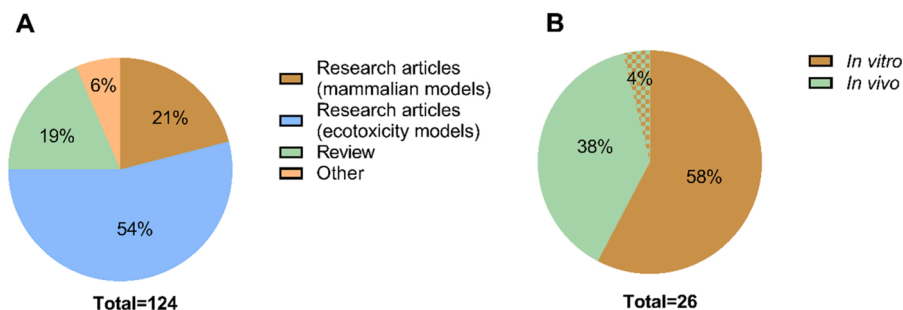 A
6%
21%
19%
54%
Total=124
Research articles
(mammalian models)
Research articles
(ecotoxicity models)
Review
Other
B
4%
38%
58%
Total=26
In vitro
In vivo